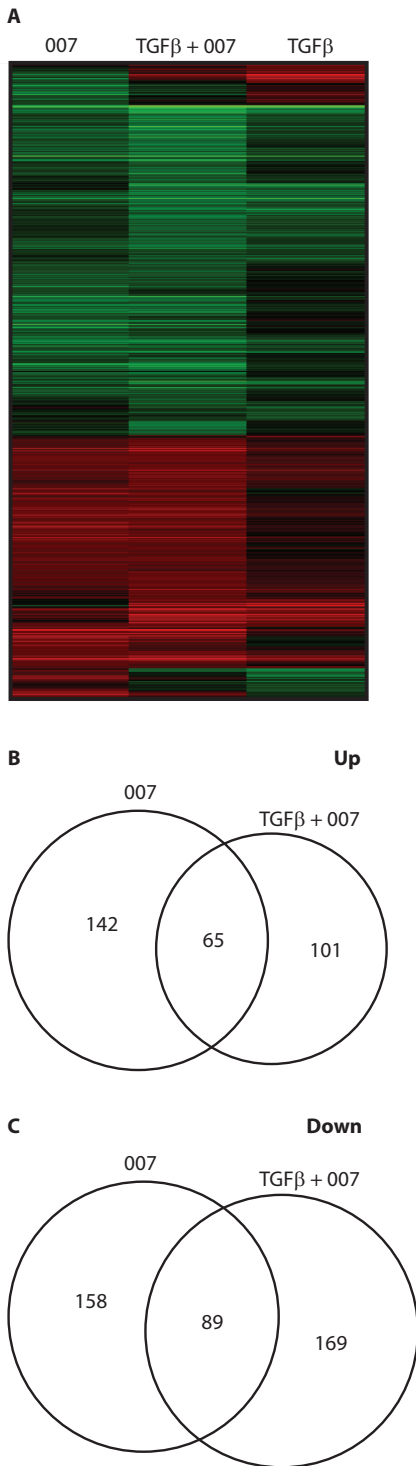 A
007 TGFβ + 007 TGFβ
B Up
007
TGFβ + 007
142 65 101
C Down
007
TGFβ + 007
158 89 169